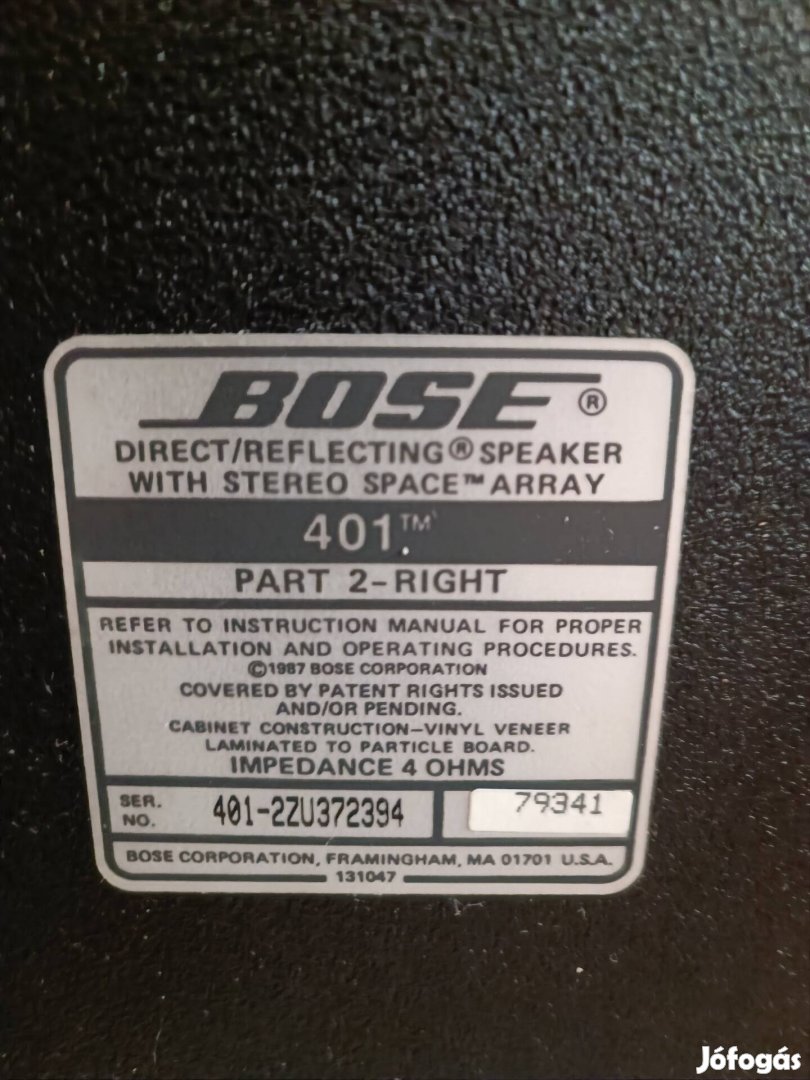 BOSE®
DIRECT/REFLECTING® SPEAKER
WITH STEREO SPACE™ ARRAY
401™
PART 2-RIGHT
REFER TO INSTRUCTION MANUAL FOR PROPER
INSTALLATION AND OPERATING PROCEDURES.
©1987 BOSE CORPORATION
COVERED BY PATENT RIGHTS ISSUED
AND/OR PENDING.
CABINET CONSTRUCTION-VINYL VENEER
LAMINATED TO PARTICLE BOARD.
IMPEDANCE 4 OHMS
SER. NO. 401-2ZU372394 79341
BOSE CORPORATION, FRAMINGHAM, MA 01701 U.S.A.
131047
Jófogás